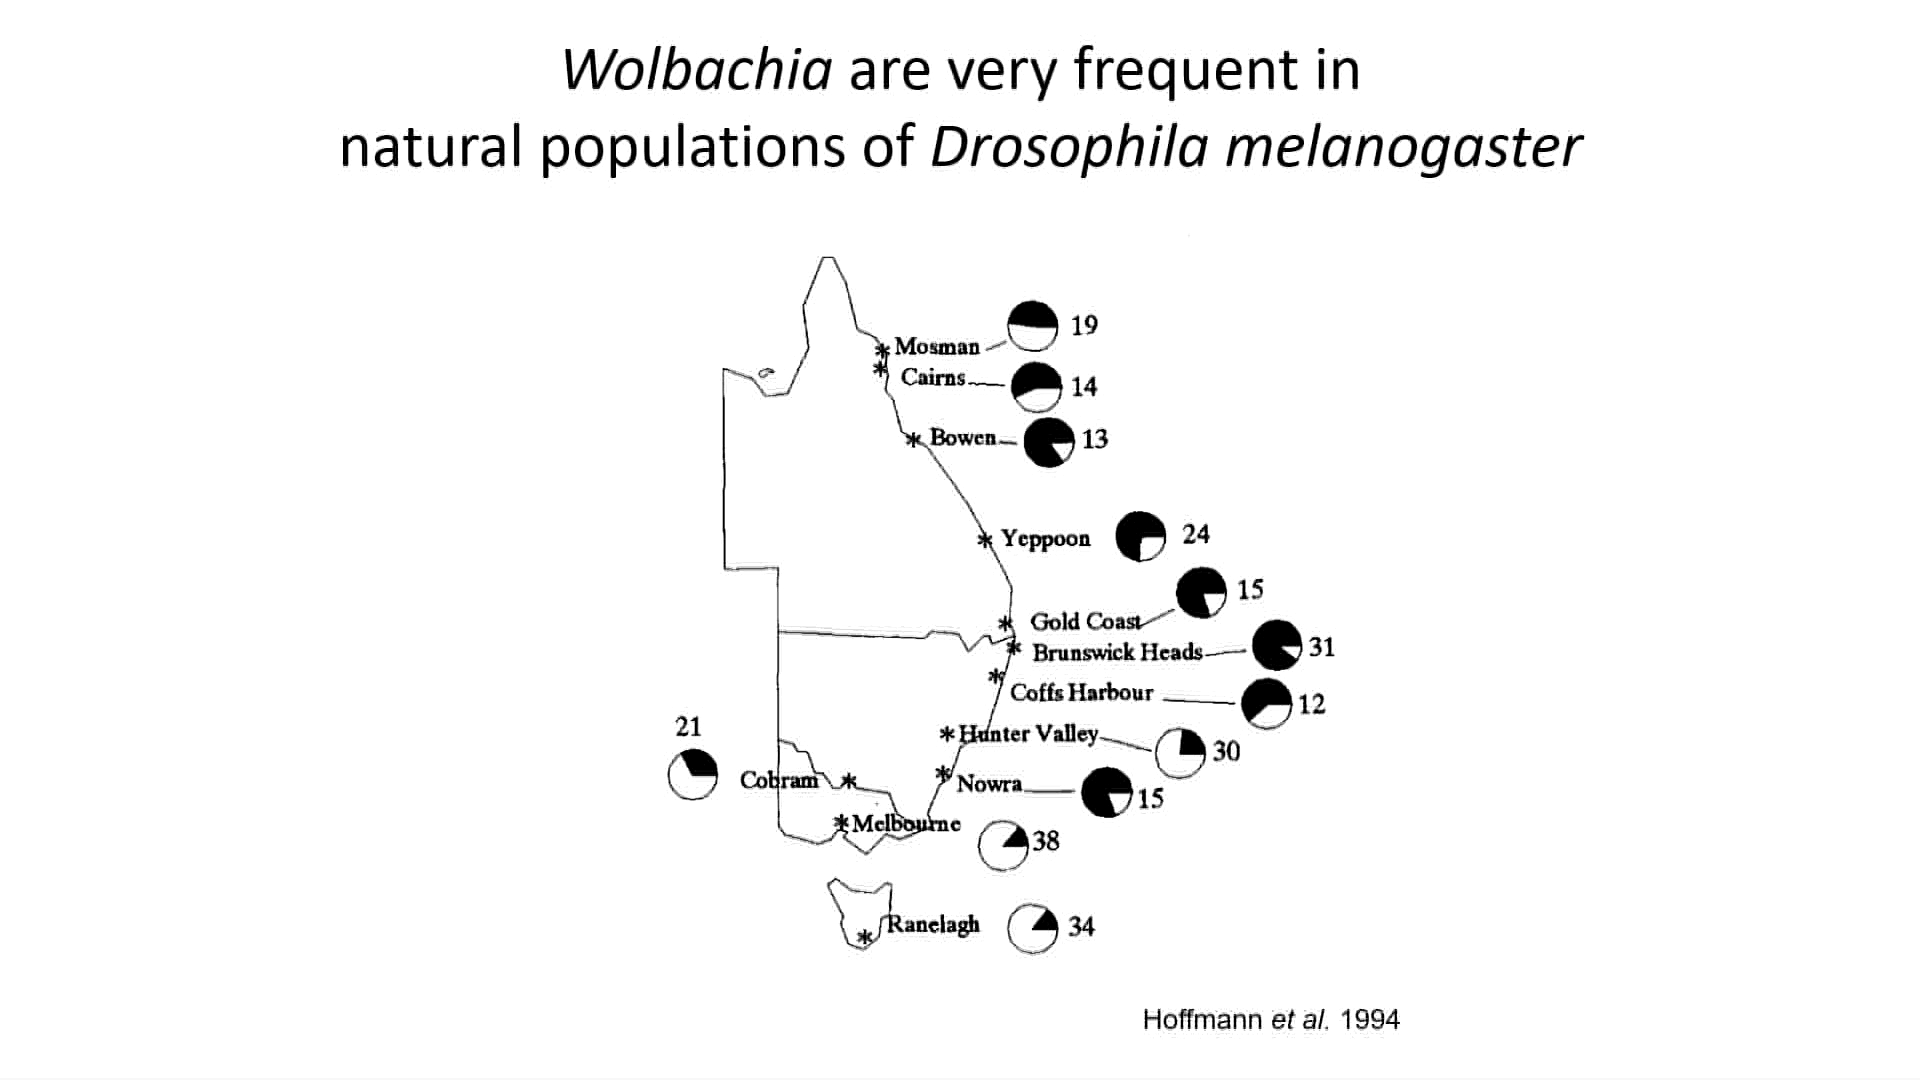 Wolbachia are very frequent in
natural populations of Drosophila melanogaster
Mosman 19
Cairns 14
Bowen 13
Yeppoon 24
Gold Coast 15
Brunswick Heads 31
Coffs Harbour 12
Hunter Valley 30
21
Cobram
Nowra 15
Melbourne 38
Ranelagh 34
Hoffmann et al. 1994